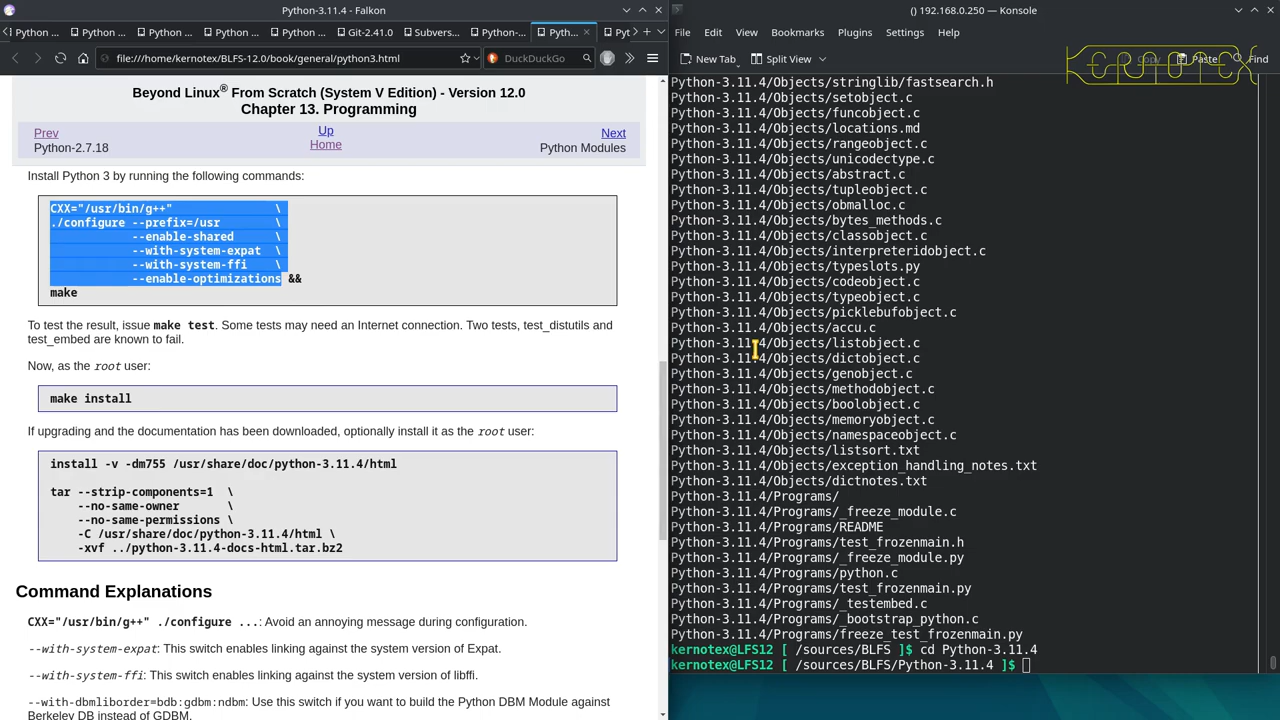 Python-3.11.4 - Falkon
Python ...
Python ...
Python ...
Python ...
Python ...
Git-2.41.0
Subvers...
Python-...
Pyth...
Pyt
file:///home/kernotex/BLFS-12.0/book/general/python3.html
DuckDuckGo
Beyond Linux® From Scratch (System V Edition) - Version 12.0
Chapter 13. Programming
Prev
Up
Next
Python-2.7.18
Home
Python Modules
Install Python 3 by running the following commands:
CXX="/usr/bin/g++" \
./configure --prefix=/usr \
--enable-shared \
--with-system-expat \
--with-system-ffi \
--enable-optimizations &&
make
To test the result, issue make test. Some tests may need an Internet connection. Two tests, test_distutils and
test_embed are known to fail.
Now, as the root user:
make install
If upgrading and the documentation has been downloaded, optionally install it as the root user:
install -v -dm755 /usr/share/doc/python-3.11.4/html
tar --strip-components=1 \
--no-same-owner \
--no-same-permissions \
-C /usr/share/doc/python-3.11.4/html \
-xvf ../python-3.11.4-docs-html.tar.bz2
Command Explanations
CXX="/usr/bin/g++" ./configure ...: Avoid an annoying message during configuration.
--with-system-expat: This switch enables linking against the system version of Expat.
--with-system-ffi: This switch enables linking against the system version of libffi.
--with-dbmliborder=bdb:gdbm:ndbm: Use this switch if you want to build the Python DBM Module against
Berkeley DB instead of GDBM.
() 192.168.0.250 — Konsole
File Edit View Bookmarks Plugins Settings Help
New Tab
Split View
Copy
Paste
Find
KERNOTEX
Python-3.11.4/Objects/stringlib/fastsearch.h
Python-3.11.4/Objects/setobject.c
Python-3.11.4/Objects/funcobject.c
Python-3.11.4/Objects/locations.md
Python-3.11.4/Objects/rangeobject.c
Python-3.11.4/Objects/unicodectype.c
Python-3.11.4/Objects/abstract.c
Python-3.11.4/Objects/tupleobject.c
Python-3.11.4/Objects/obmalloc.c
Python-3.11.4/Objects/bytes_methods.c
Python-3.11.4/Objects/classobject.c
Python-3.11.4/Objects/interpreteridobject.c
Python-3.11.4/Objects/typeslots.py
Python-3.11.4/Objects/codeobject.c
Python-3.11.4/Objects/typeobject.c
Python-3.11.4/Objects/picklebufobject.c
Python-3.11.4/Objects/accu.c
Python-3.11.4/Objects/listobject.c
Python-3.11.4/Objects/dictobject.c
Python-3.11.4/Objects/genobject.c
Python-3.11.4/Objects/methodobject.c
Python-3.11.4/Objects/boolobject.c
Python-3.11.4/Objects/memoryobject.c
Python-3.11.4/Objects/namespaceobject.c
Python-3.11.4/Objects/listsort.txt
Python-3.11.4/Objects/exception_handling_notes.txt
Python-3.11.4/Objects/dictnotes.txt
Python-3.11.4/Programs/
Python-3.11.4/Programs/_freeze_module.c
Python-3.11.4/Programs/README
Python-3.11.4/Programs/test_frozenmain.h
Python-3.11.4/Programs/_freeze_module.py
Python-3.11.4/Programs/python.c
Python-3.11.4/Programs/test_frozenmain.py
Python-3.11.4/Programs/_testembed.c
Python-3.11.4/Programs/_bootstrap_python.c
Python-3.11.4/Programs/freeze_test_frozenmain.py
kernotex@LFS12 [ /sources/BLFS ]$ cd Python-3.11.4
kernotex@LFS12 [ /sources/BLFS/Python-3.11.4 ]$